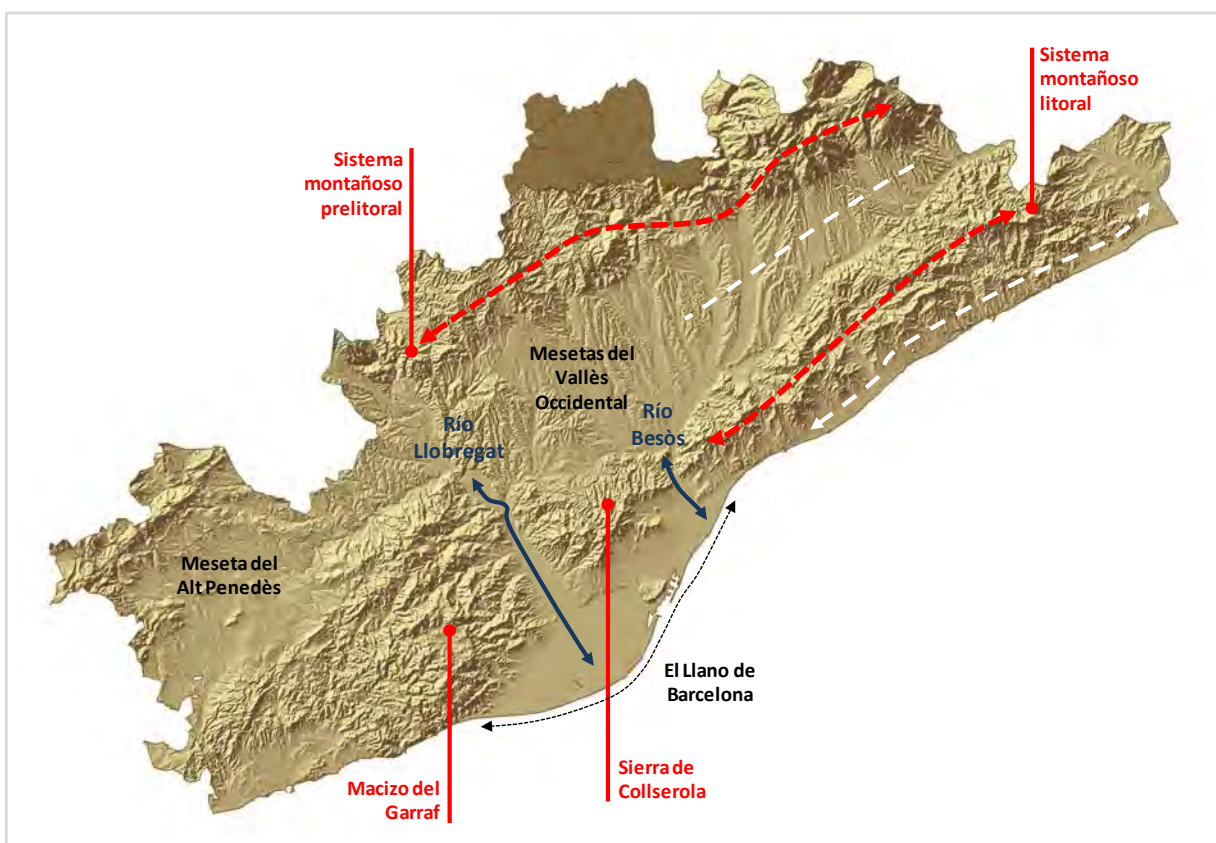 Sistema
montañoso
litoral
Sistema
montañoso
prelitoral
Mesetas del
Vallès
Occidental
Río
Besòs
Río
Llobregat
Meseta del
Alt Penedès
El Llano de
Barcelona
Sierra de
Collserola
Macizo del
Garraf